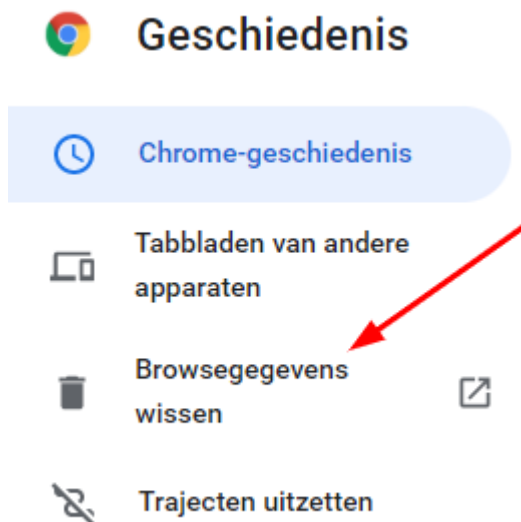 Geschiedenis
Chrome-geschiedenis
Tabbladen van andere
apparaten
Browsegegevens
wissen
Trajecten uitzetten